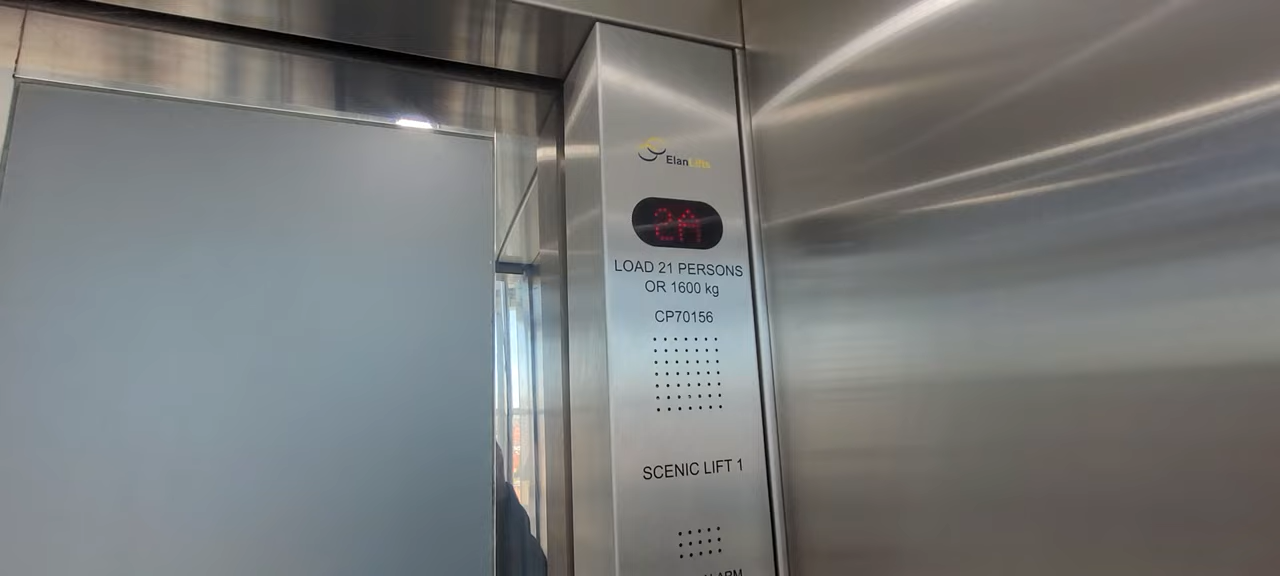 ElanLifts
2A
LOAD 21 PERSONS
OR 1600 kg
CP70156
SCENIC LIFT 1